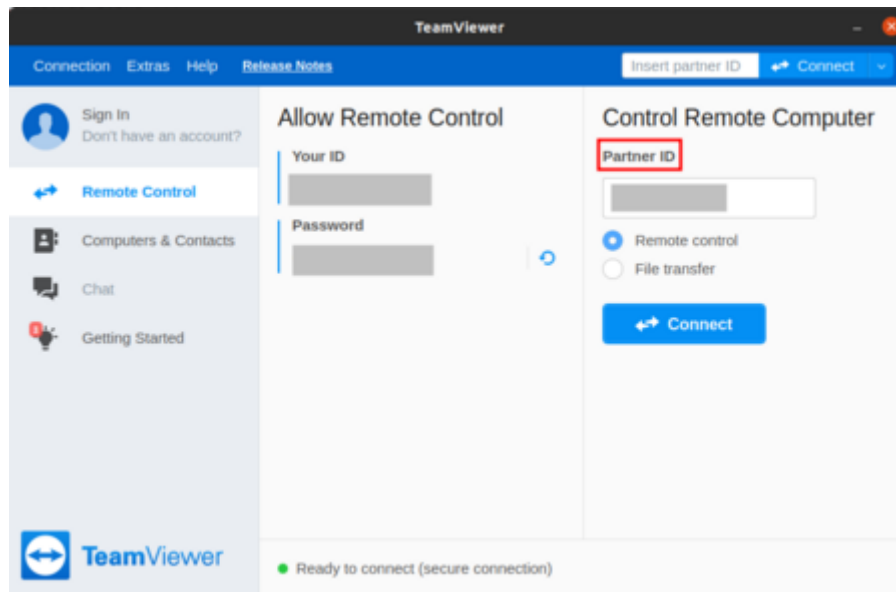 TeamViewer
Connection Extras Help Release Notes Insert partner ID Connect
Sign In
Don't have an account?
Remote Control
Computers & Contacts
Chat
Getting Started
TeamViewer
Allow Remote Control
Your ID
Password
Control Remote Computer
Partner ID
Remote control
File transfer
Connect
Ready to connect (secure connection)